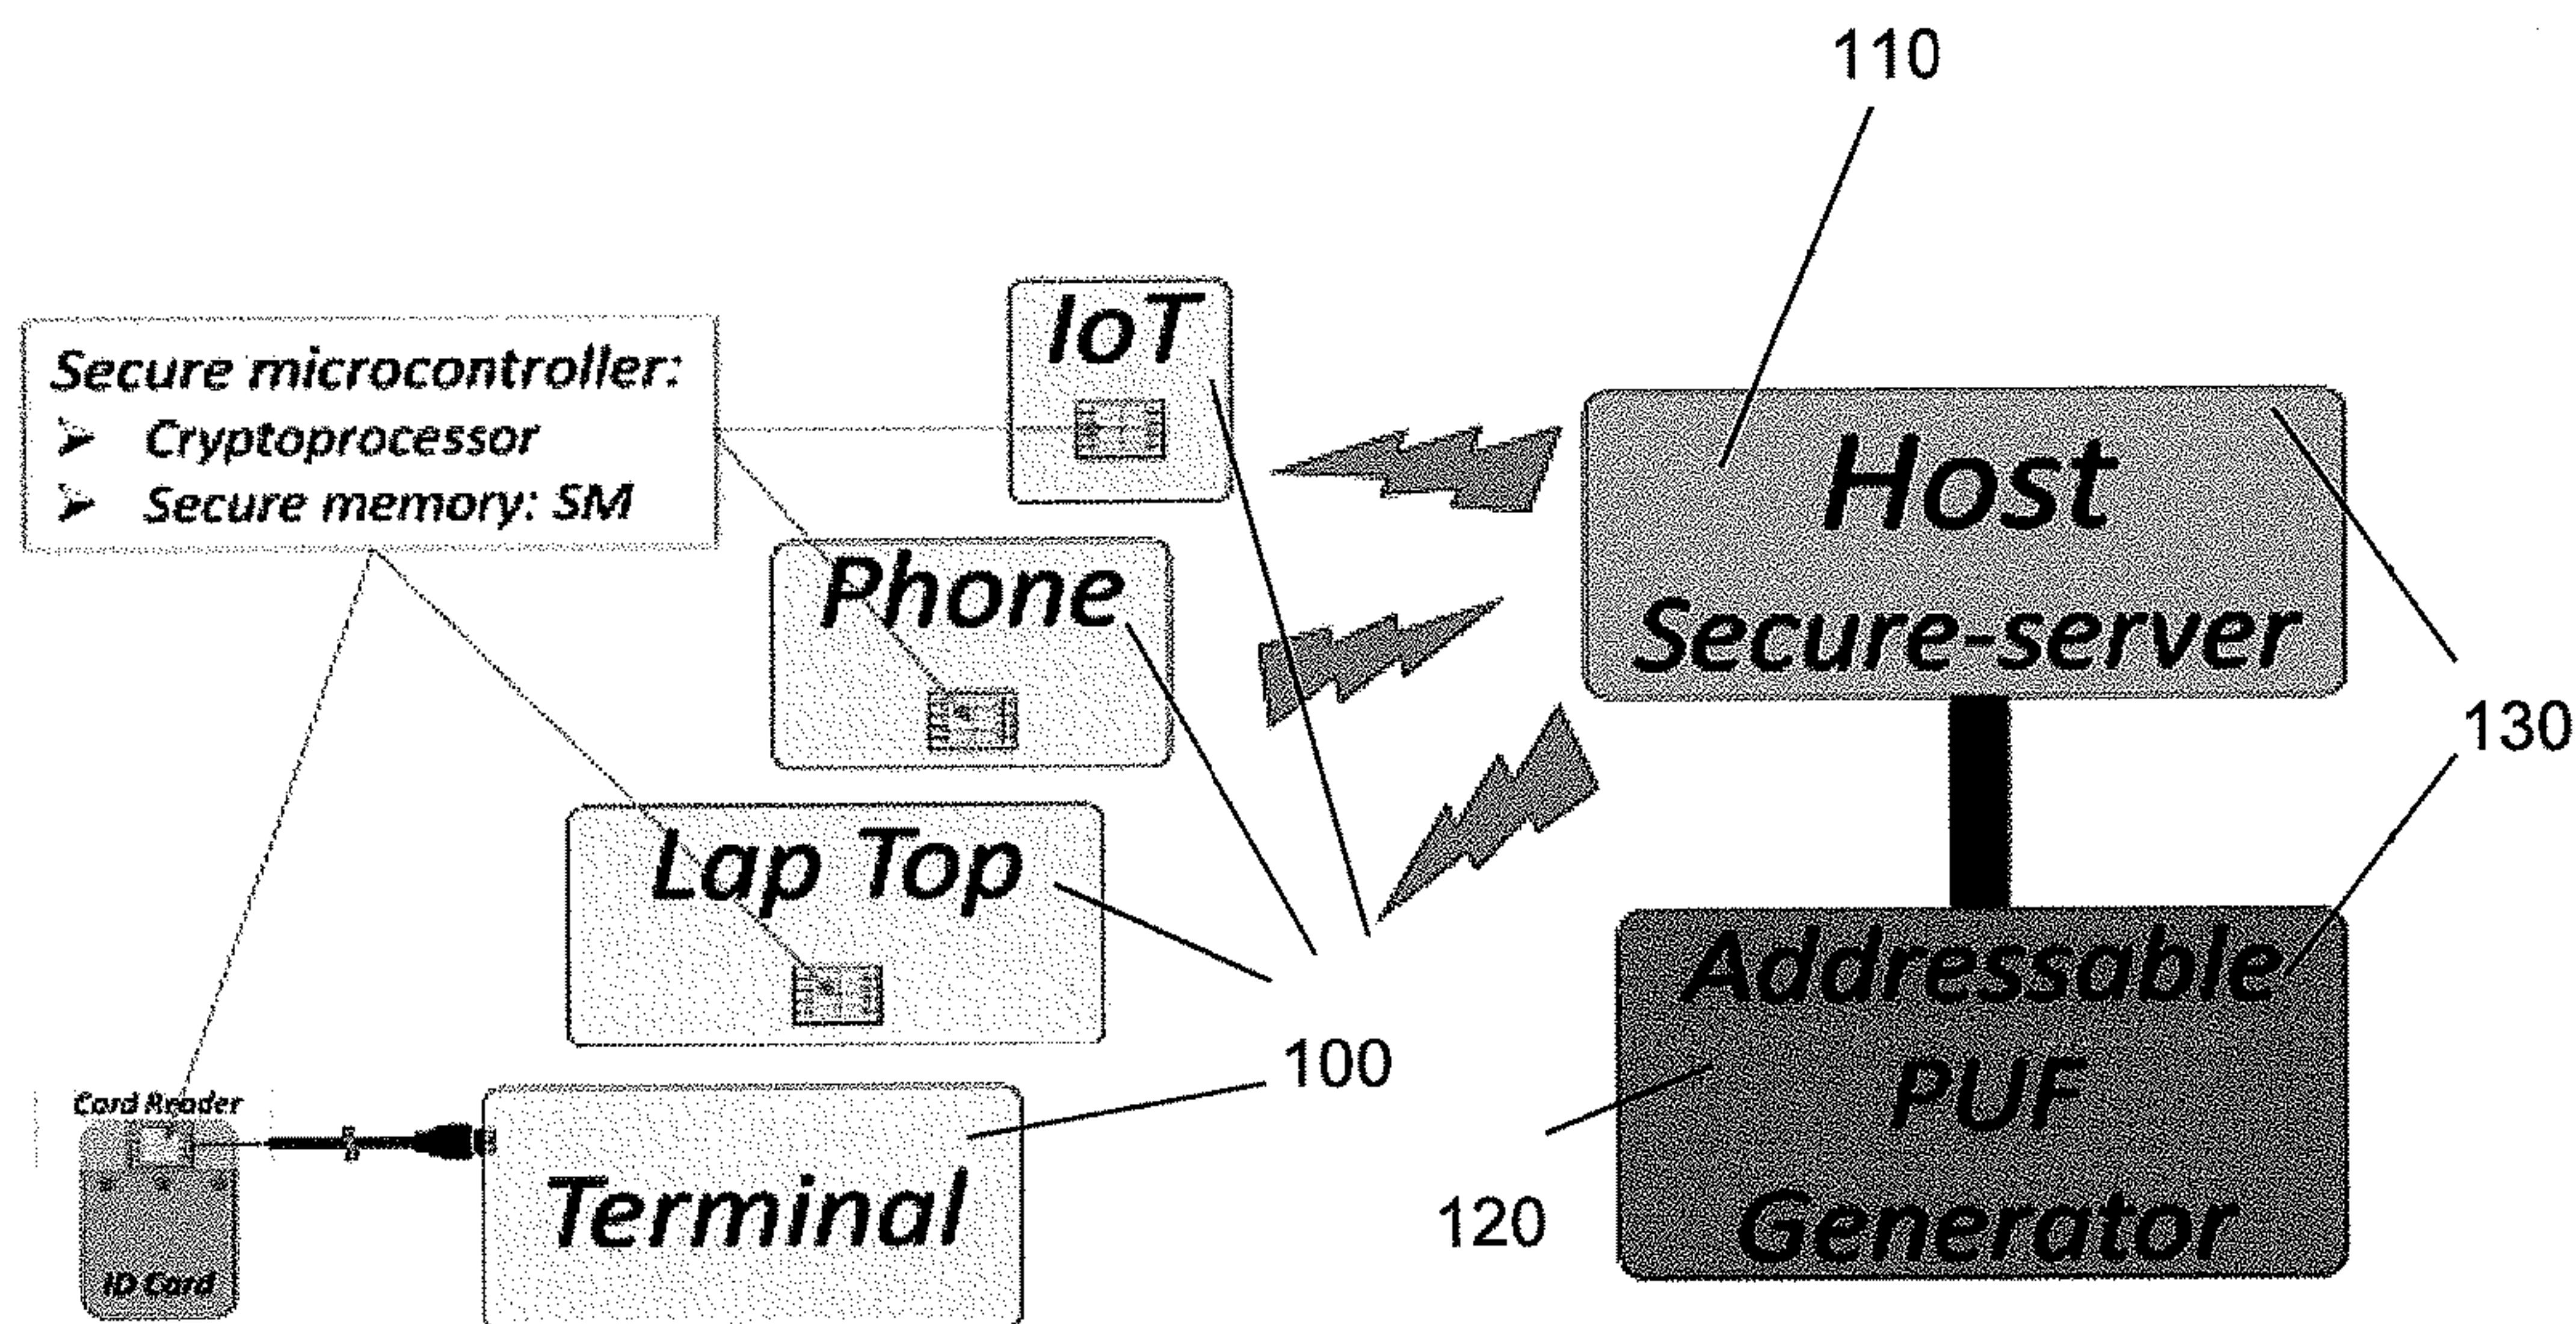 110
IoT
Secure microcontroller:
➢ Cryptoprocessor
➢ Secure memory: SM
Host
Secure-server
Phone
130
Lap Top
Addressable
PUF
Generator
100
Card Reader
ID Card
Terminal
120